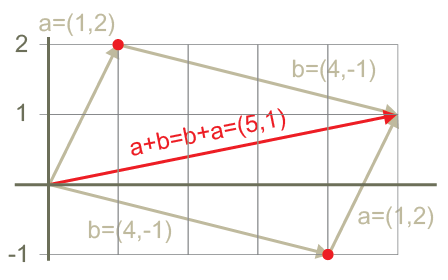 a=(1,2)
2
b=(4,-1)
1
a+b=b+a=(5,1)
b=(4,-1)
a=(1,2)
-1